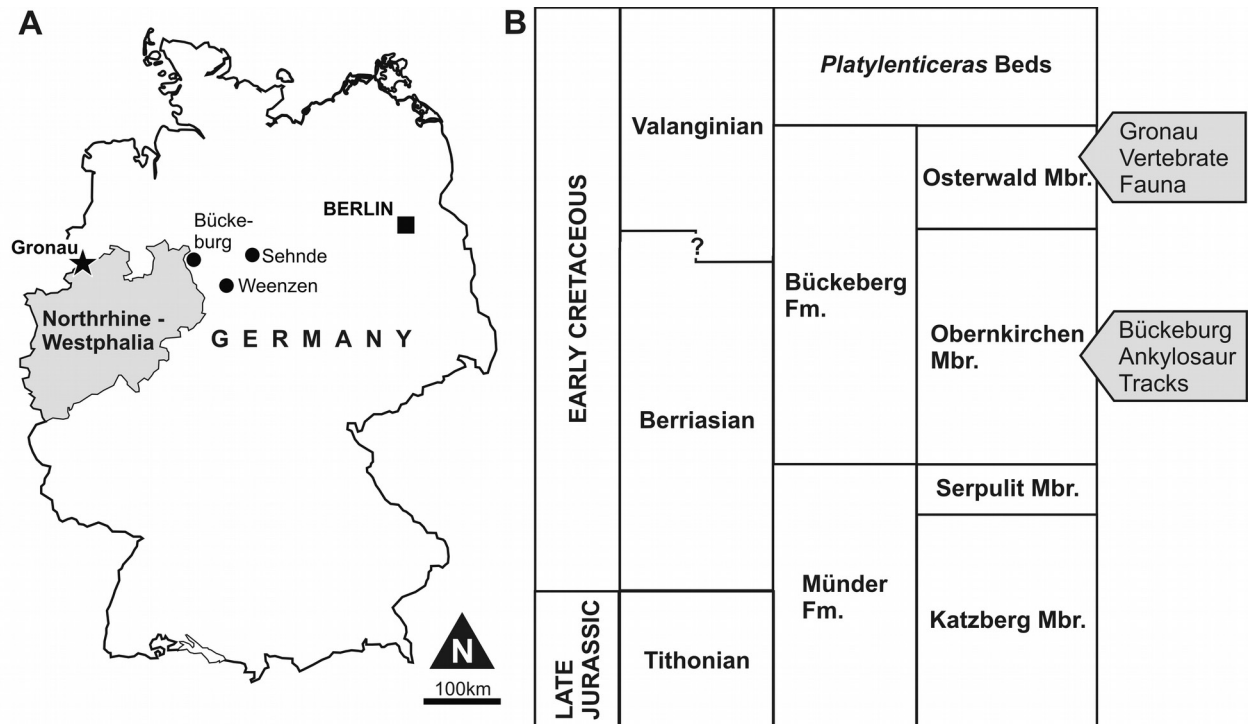 A
Bücke-
burg
BERLIN
Gronau
Sehnde
Weenzen
Northrhine -
Westphalia
GERMANY
N
100km
B
EARLY CRETACEOUS
LATE
JURASSIC
Valanginian
?
Berriasian
Tithonian
Platylenticeras Beds
Bückeberg
Fm.
Münder
Fm.
Osterwald Mbr.
Obernkirchen
Mbr.
Serpulit Mbr.
Katzberg Mbr.
Gronau
Vertebrate
Fauna
Bückeburg
Ankylosaur
Tracks